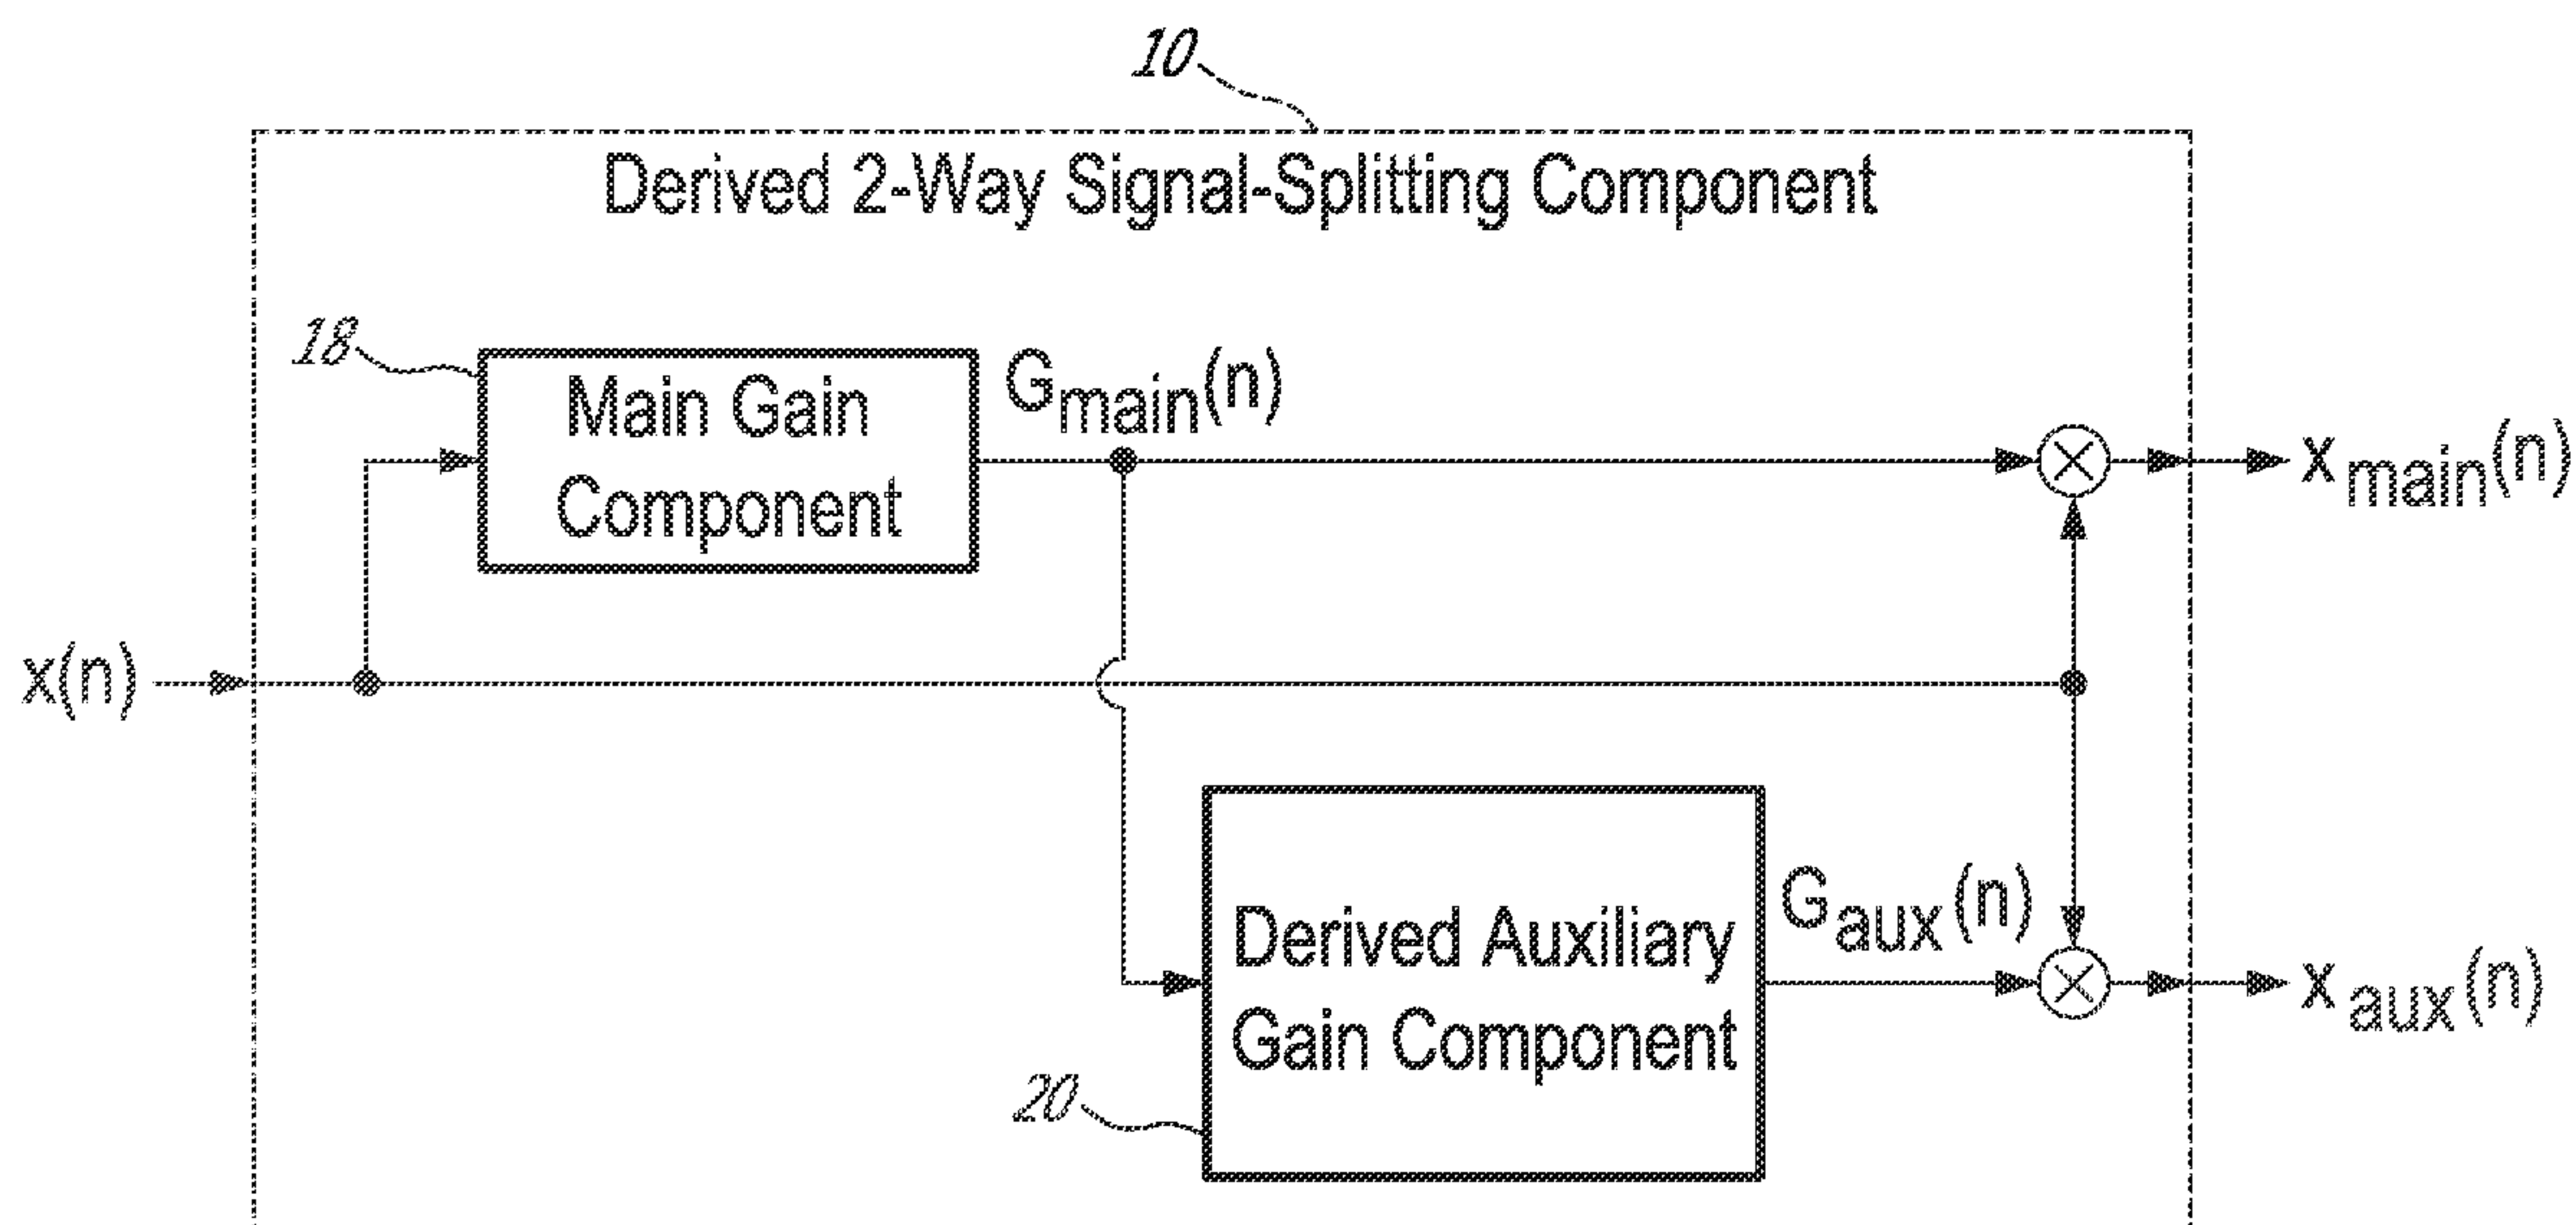 10
Derived 2-Way Signal-Splitting Component
18
Main Gain
Component
Gmain(n)
xmain(n)
x(n)
Derived Auxiliary
Gain Component
Gaux(n)
xaux(n)
20